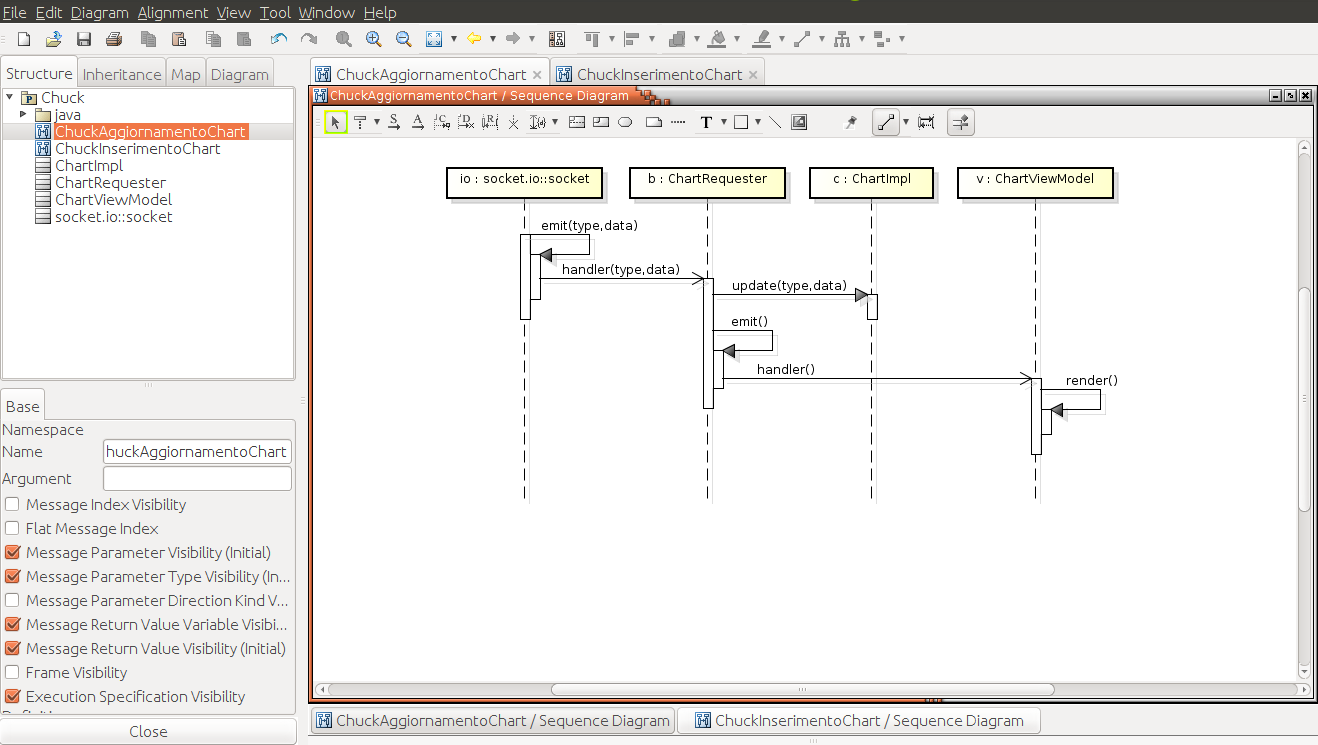 File Edit Diagram Alignment View Tool Window Help
Structure Inheritance Map Diagram
Chuck
java
ChuckAggiornamentoChart
ChuckInserimentoChart
ChartImpl
ChartRequester
ChartViewModel
socket.io::socket
Base
Namespace
Name huckAggiornamentoChart
Argument
Message Index Visibility
Flat Message Index
Message Parameter Visibility (Initial)
Message Parameter Type Visibility (In...
Message Parameter Direction Kind V...
Message Return Value Variable Visibi...
Message Return Value Visibility (Initial)
Frame Visibility
Execution Specification Visibility
Close
ChuckAggiornamentoChart ChuckInserimentoChart
ChuckAggiornamentoChart / Sequence Diagram
io : socket.io::socket b : ChartRequester c : ChartImpl v : ChartViewModel
emit(type,data)
handler(type,data)
update(type,data)
emit()
handler()
render()
ChuckAggiornamentoChart / Sequence Diagram ChuckInserimentoChart / Sequence Diagram